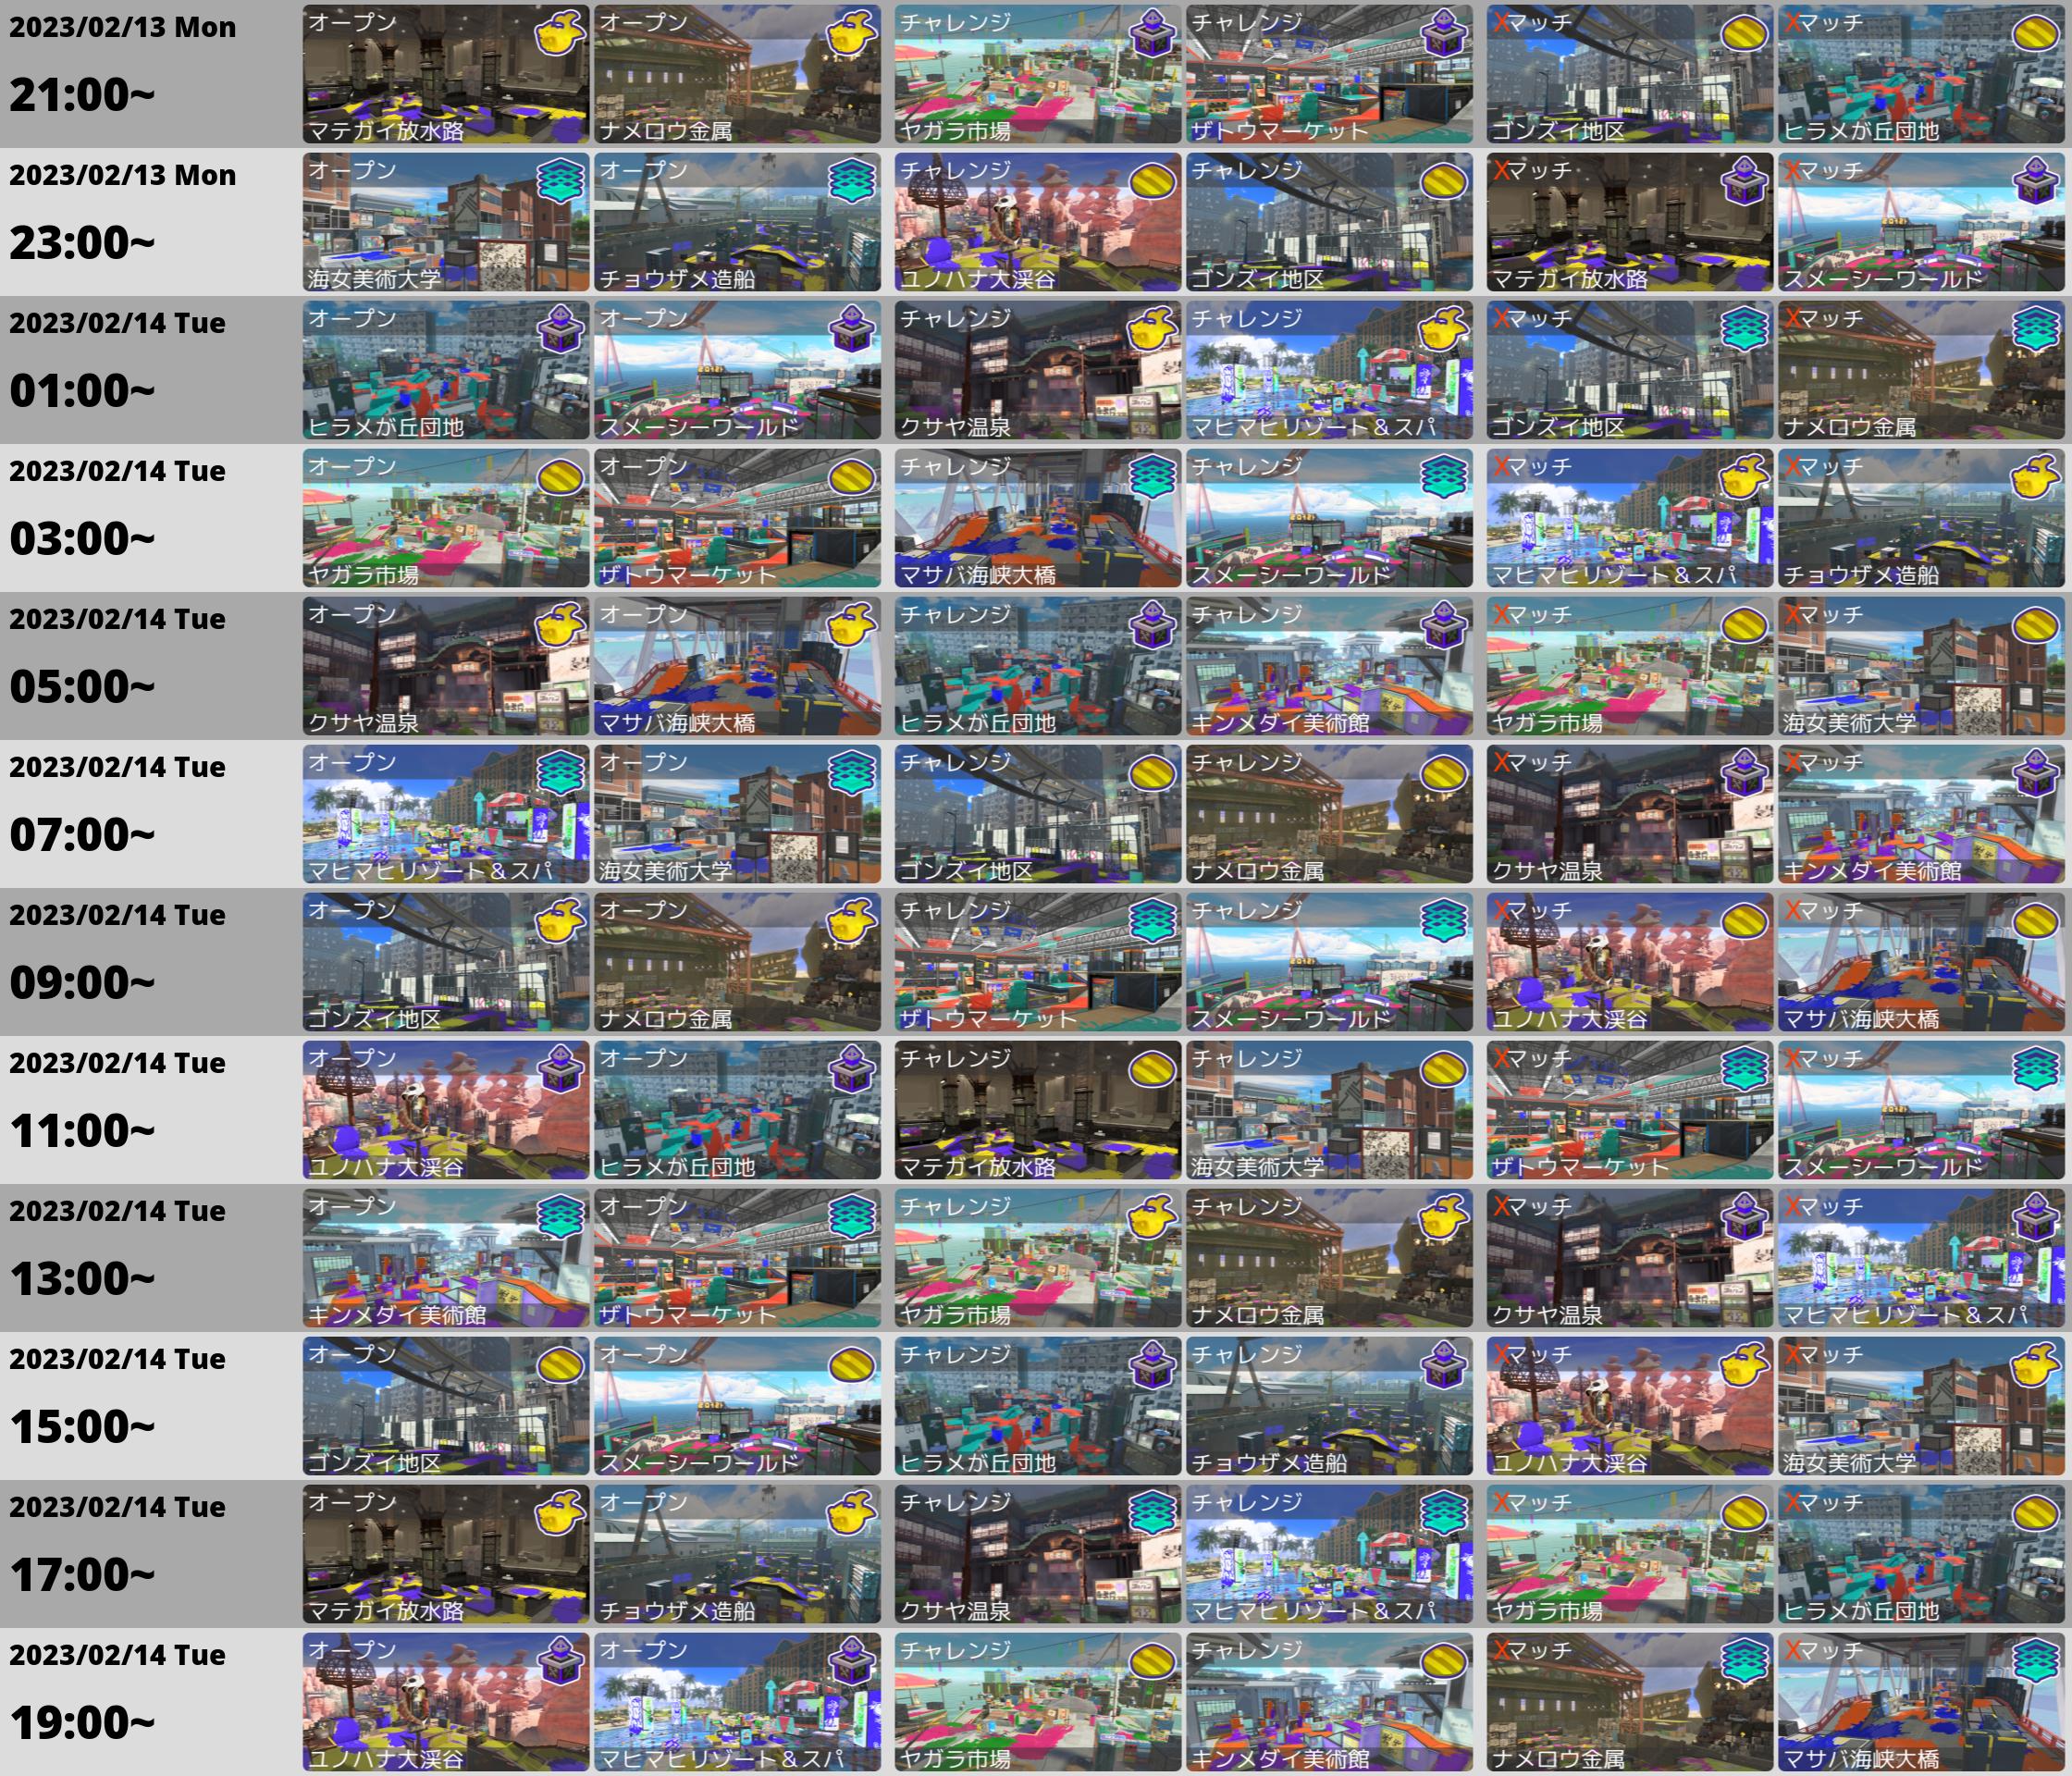 2023/02/13 Mon
21:00~
オープン
マテガイ放水路
オープン
ナメロウ金属
チャレンジ
ヤガラ市場
チャレンジ
ザトウマーケット
Xマッチ
ゴンズイ地区
Xマッチ
ヒラメが丘団地
2023/02/13 Mon
23:00~
オープン
海女美術大学
オープン
チョウザメ造船
チャレンジ
ユノハナ大渓谷
チャレンジ
ゴンズイ地区
Xマッチ
マテガイ放水路
Xマッチ
スメーシーワールド
2023/02/14 Tue
01:00~
オープン
ヒラメが丘団地
オープン
スメーシーワールド
チャレンジ
クサヤ温泉
チャレンジ
マヒマヒリゾート&スパ
Xマッチ
ゴンズイ地区
Xマッチ
ナメロウ金属
2023/02/14 Tue
03:00~
オープン
ヤガラ市場
オープン
ザトウマーケット
チャレンジ
マサバ海峡大橋
チャレンジ
スメーシーワールド
Xマッチ
マヒマヒリゾート&スパ
Xマッチ
チョウザメ造船
2023/02/14 Tue
05:00~
オープン
クサヤ温泉
オープン
マサバ海峡大橋
チャレンジ
ヒラメが丘団地
チャレンジ
キンメダイ美術館
Xマッチ
ヤガラ市場
Xマッチ
海女美術大学
2023/02/14 Tue
07:00~
オープン
マヒマヒリゾート&スパ
オープン
海女美術大学
チャレンジ
ゴンズイ地区
チャレンジ
ナメロウ金属
Xマッチ
クサヤ温泉
Xマッチ
キンメダイ美術館
2023/02/14 Tue
09:00~
オープン
ゴンズイ地区
オープン
ナメロウ金属
チャレンジ
ザトウマーケット
チャレンジ
スメーシーワールド
Xマッチ
ユノハナ大渓谷
Xマッチ
マサバ海峡大橋
2023/02/14 Tue
11:00~
オープン
ユノハナ大渓谷
オープン
ヒラメが丘団地
チャレンジ
マテガイ放水路
チャレンジ
海女美術大学
Xマッチ
ザトウマーケット
Xマッチ
スメーシーワールド
2023/02/14 Tue
13:00~
オープン
キンメダイ美術館
オープン
ザトウマーケット
チャレンジ
ヤガラ市場
チャレンジ
ナメロウ金属
Xマッチ
クサヤ温泉
Xマッチ
マヒマヒリゾート&スパ
2023/02/14 Tue
15:00~
オープン
ゴンズイ地区
オープン
スメーシーワールド
チャレンジ
ヒラメが丘団地
チャレンジ
チョウザメ造船
Xマッチ
ユノハナ大渓谷
Xマッチ
海女美術大学
2023/02/14 Tue
17:00~
オープン
マテガイ放水路
オープン
チョウザメ造船
チャレンジ
クサヤ温泉
チャレンジ
マヒマヒリゾート&スパ
Xマッチ
ヤガラ市場
Xマッチ
ヒラメが丘団地
2023/02/14 Tue
19:00~
オープン
ユノハナ大渓谷
オープン
マヒマヒリゾート&スパ
チャレンジ
ヤガラ市場
チャレンジ
キンメダイ美術館
Xマッチ
ナメロウ金属
Xマッチ
マサバ海峡大橋